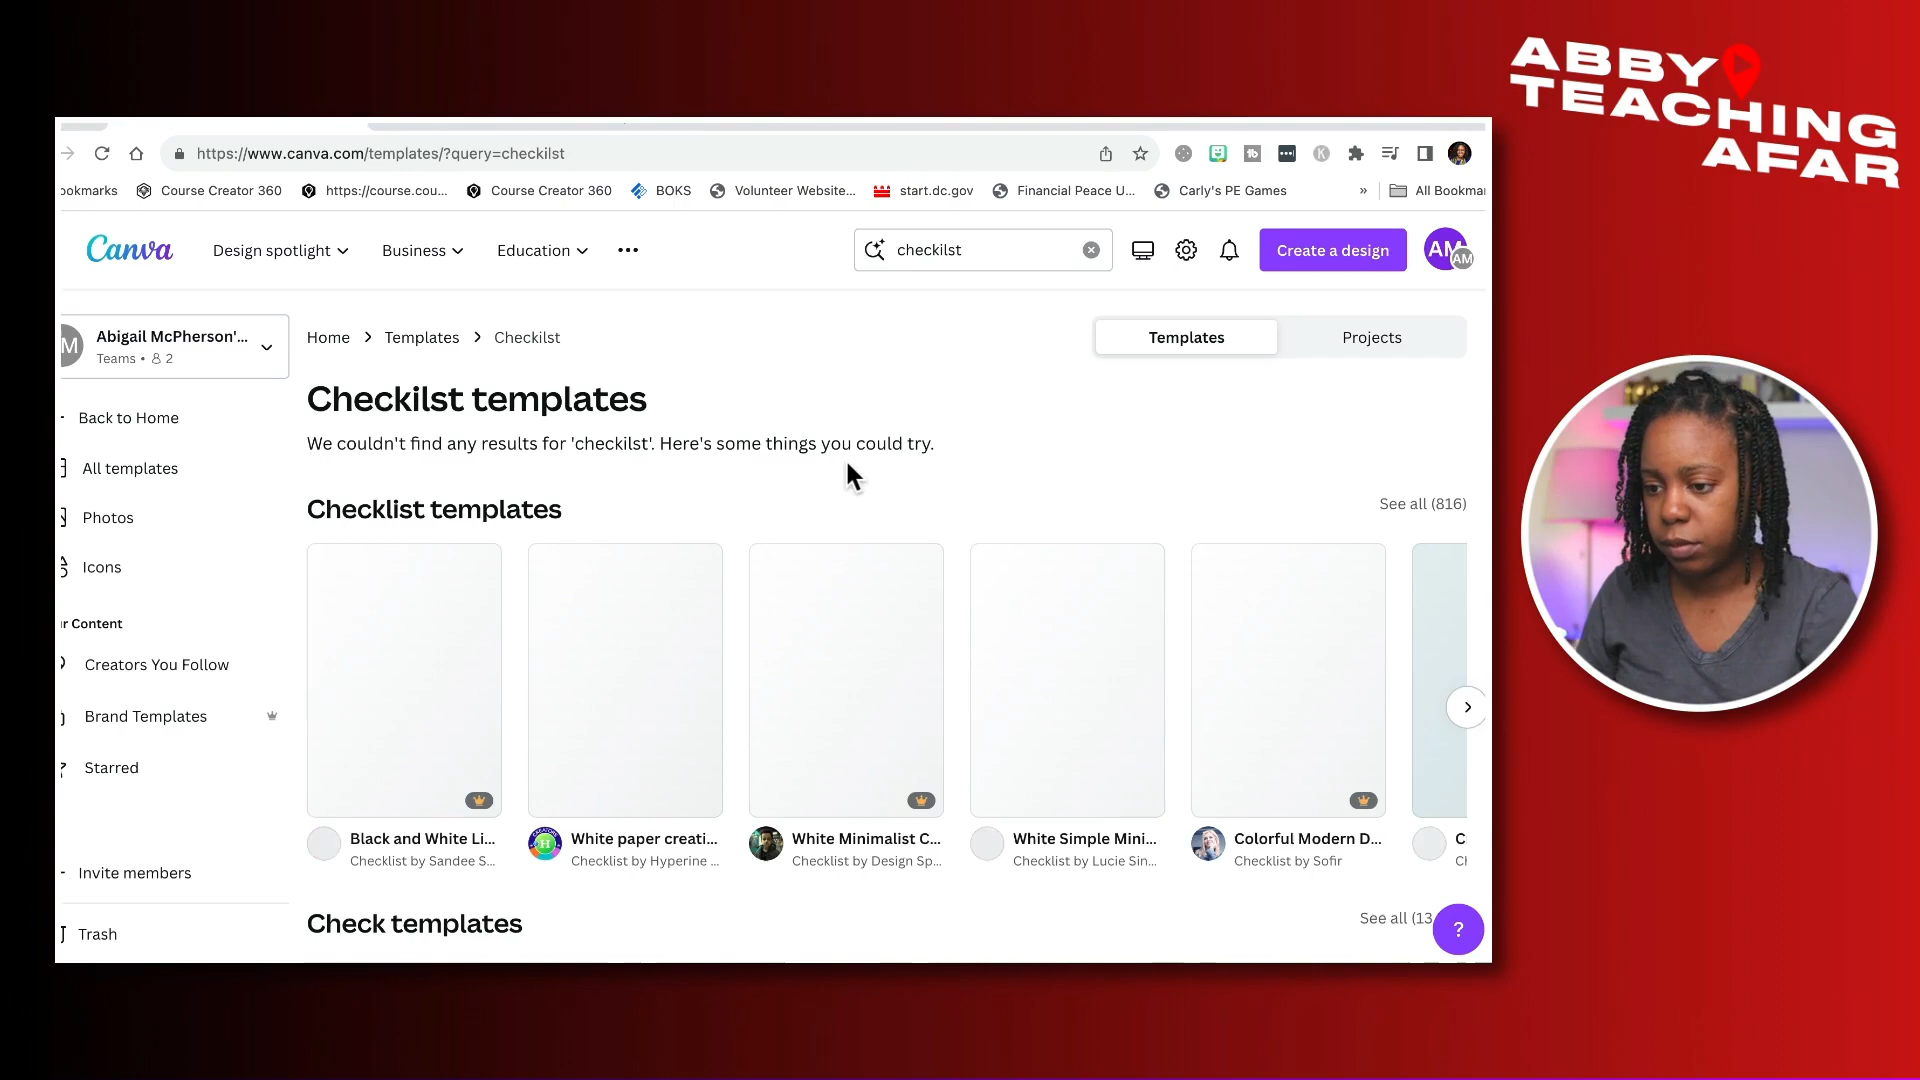 ABBY
TEACHING
AFAR
https://www.canva.com/templates/?query=checkilst
ookmarks
Course Creator 360
https://course.cou...
Course Creator 360
BOKS
Volunteer Website...
start.dc.gov
Financial Peace U...
Carly's PE Games
»
All Bookmar
Canva
Design spotlight
Business
Education
checkilst
Create a design
AM
AM
M
Abigail McPherson'...
Teams • 2
Home > Templates > Checkilst
Templates
Projects
Back to Home
All templates
Photos
Icons
r Content
Creators You Follow
Brand Templates
Starred
Invite members
Trash
Checkilst templates
We couldn't find any results for 'checkilst'. Here's some things you could try.
Checklist templates
See all (816)
Black and White Li...
Checklist by Sandee S...
White paper creati...
Checklist by Hyperine ...
White Minimalist C...
Checklist by Design Sp...
White Simple Mini...
Checklist by Lucie Sin...
Colorful Modern D...
Checklist by Sofir
C
Cl
Check templates
See all (13
?